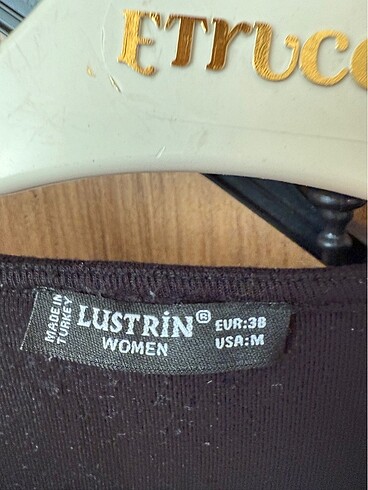 ETRUC
MADE IN
TURKEY
LUSTRİN®
WOMEN
EUR:38
USA:M